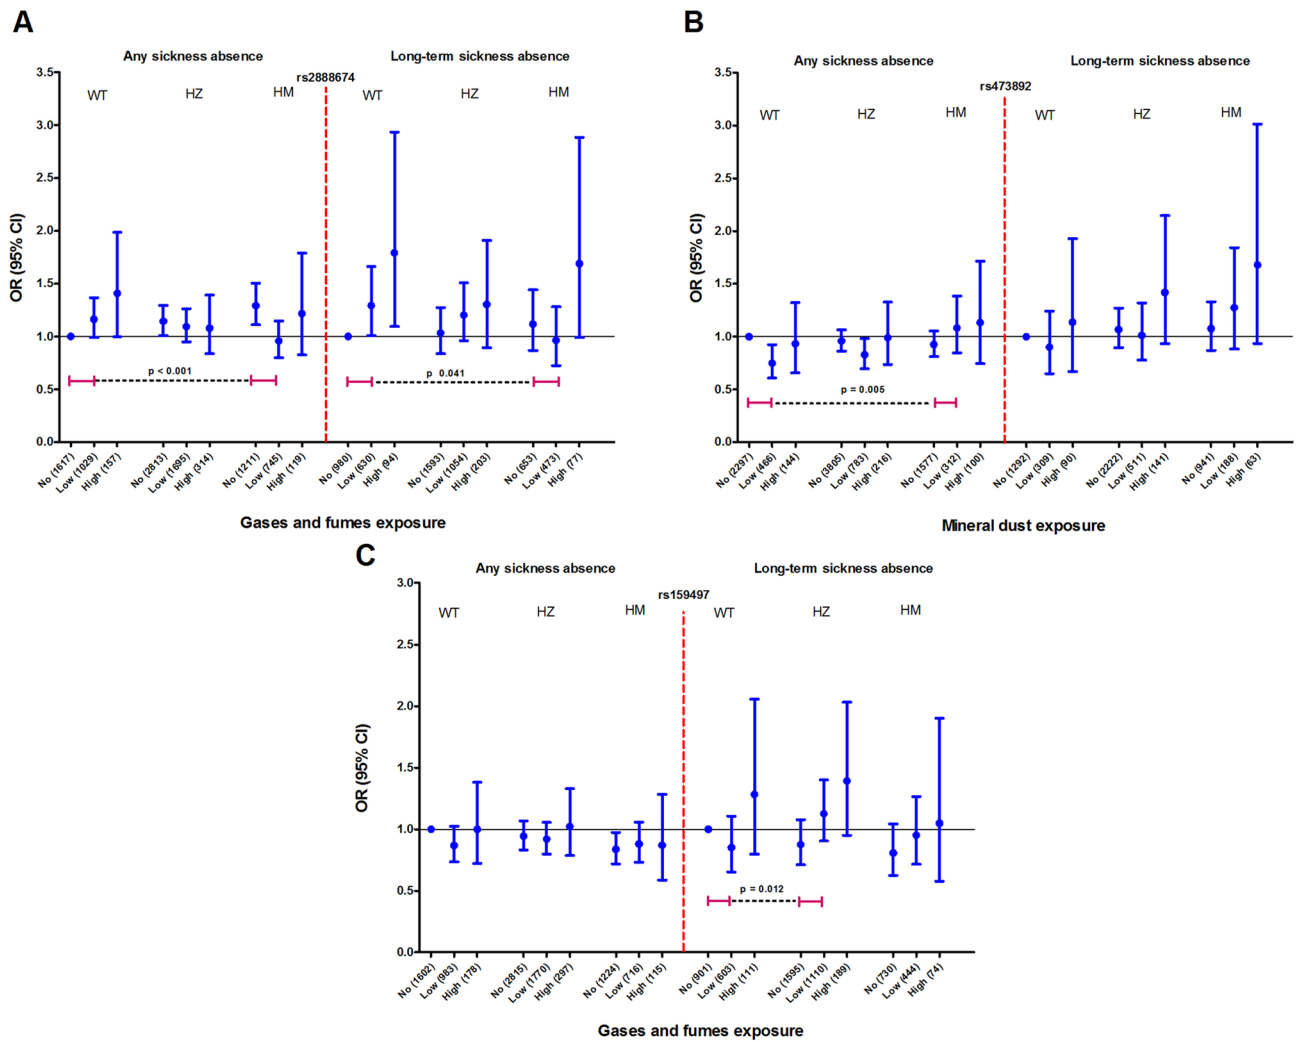 A
Any sickness absence
Long-term sickness absence
rs2888674
WT
HZ
HM
WT
HZ
HM
OR (95% CI)
3.5
3.0
2.5
2.0
1.5
1.0
0.5
0.0
p < 0.001
p 0.041
No (1617)
Low (1029)
High (157)
No (2813)
Low (1695)
High (314)
No (1211)
Low (745)
High (119)
No (980)
Low (630)
High (94)
No (1593)
Low (1054)
High (203)
No (653)
Low (473)
High (77)
Gases and fumes exposure
B
Any sickness absence
Long-term sickness absence
rs473892
WT
HZ
HM
WT
HZ
HM
OR (95% CI)
3.5
3.0
2.5
2.0
1.5
1.0
0.5
0.0
p = 0.005
No (2297)
Low (466)
High (144)
No (3865)
Low (783)
High (216)
No (1577)
Low (312)
High (100)
No (1292)
Low (309)
High (90)
No (2222)
Low (511)
High (141)
No (941)
Low (188)
High (63)
Mineral dust exposure
C
Any sickness absence
Long-term sickness absence
rs159497
WT
HZ
HM
WT
HZ
HM
OR (95% CI)
3.0
2.5
2.0
1.5
1.0
0.5
0.0
p = 0.012
No (1602)
Low (983)
High (178)
No (2815)
Low (1770)
High (297)
No (1224)
Low (716)
High (115)
No (901)
Low (603)
High (111)
No (1595)
Low (1110)
High (189)
No (730)
Low (444)
High (74)
Gases and fumes exposure